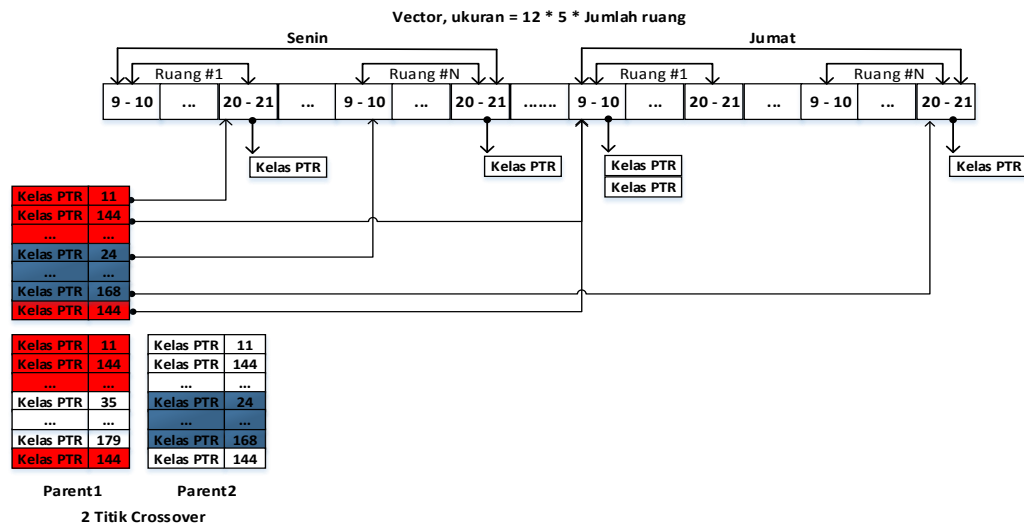 Vector, ukuran = 12 * 5 * Jumlah ruang
Senin Jumat
Ruang #1 Ruang #N Ruang #1 Ruang #N
9 - 10 ... 20 - 21 ... 9 - 10 ... 20 - 21 ....... 9 - 10 ... 20 - 21 ... 9 - 10 ... 20 - 21
Kelas PTR Kelas PTR Kelas PTR Kelas PTR
Kelas PTR
Kelas PTR 11
Kelas PTR 144
... ...
Kelas PTR 24
... ...
Kelas PTR 168
Kelas PTR 144
Kelas PTR 11 Kelas PTR 11
Kelas PTR 144 Kelas PTR 144
... ... ... ...
Kelas PTR 35 Kelas PTR 24
... ... ... ...
Kelas PTR 179 Kelas PTR 168
Kelas PTR 144 Kelas PTR 144
Parent1 Parent2
2 Titik Crossover